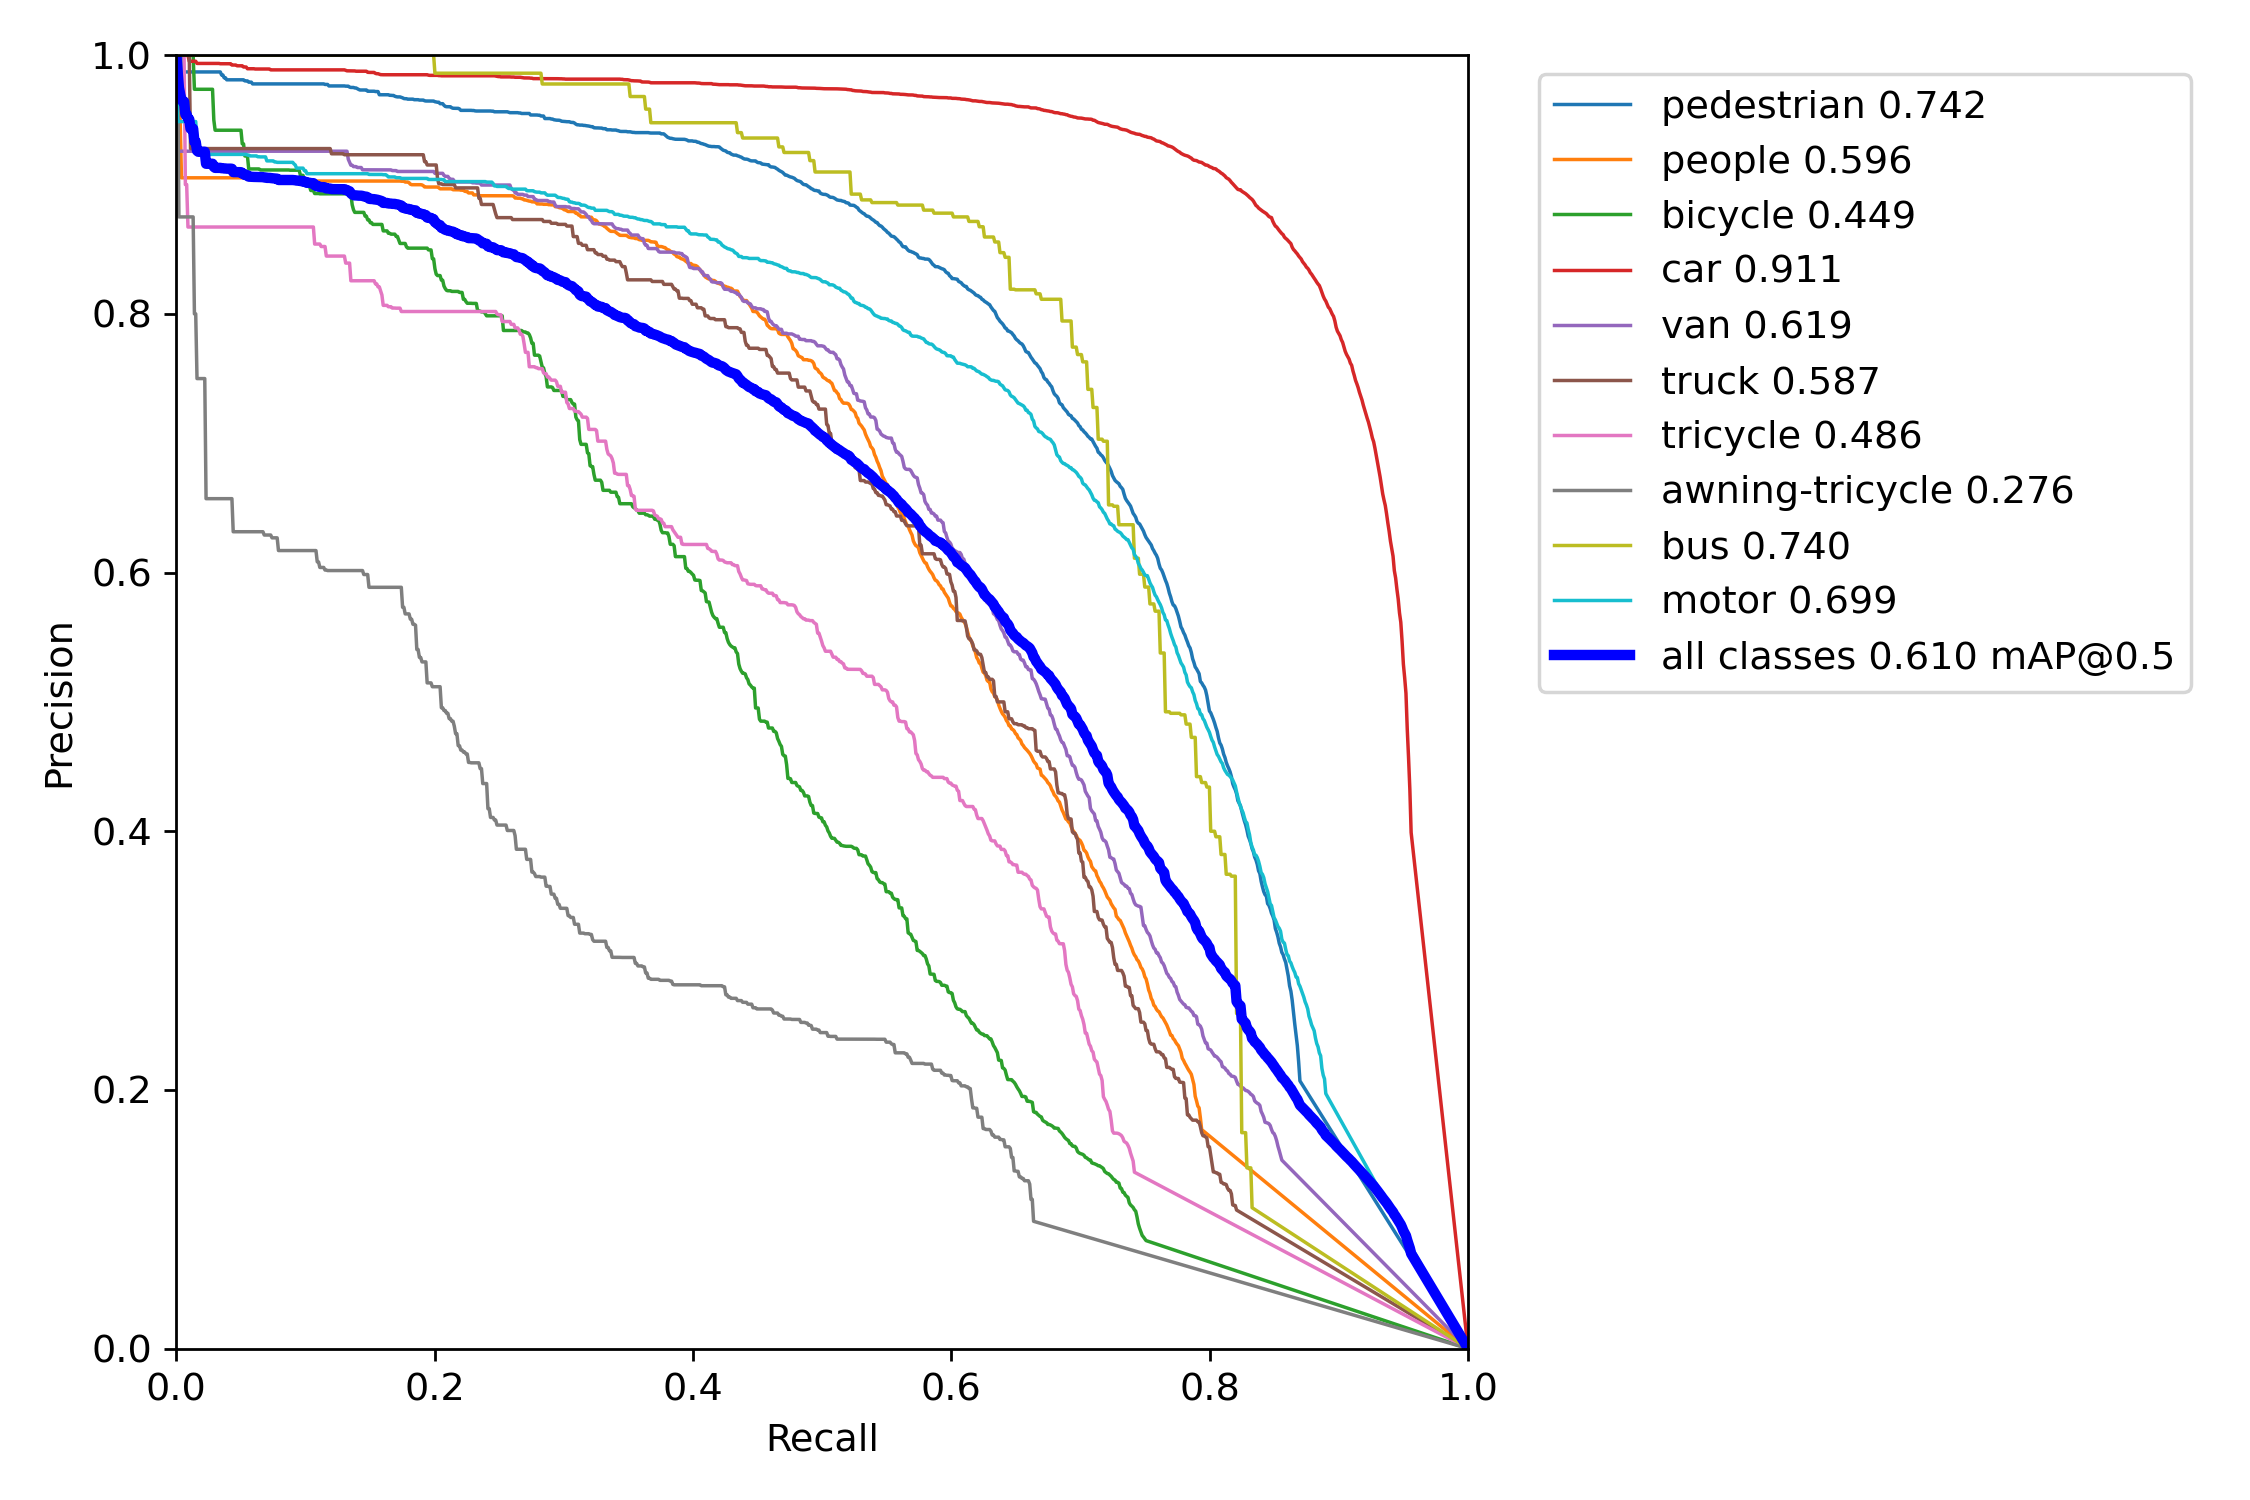 1.0
0.8
0.6
0.4
0.2
0.0
0.0 0.2 0.4 0.6 0.8 1.0
Precision
Recall
pedestrian 0.742
people 0.596
bicycle 0.449
car 0.911
van 0.619
truck 0.587
tricycle 0.486
awning-tricycle 0.276
bus 0.740
motor 0.699
all classes 0.610 mAP@0.5